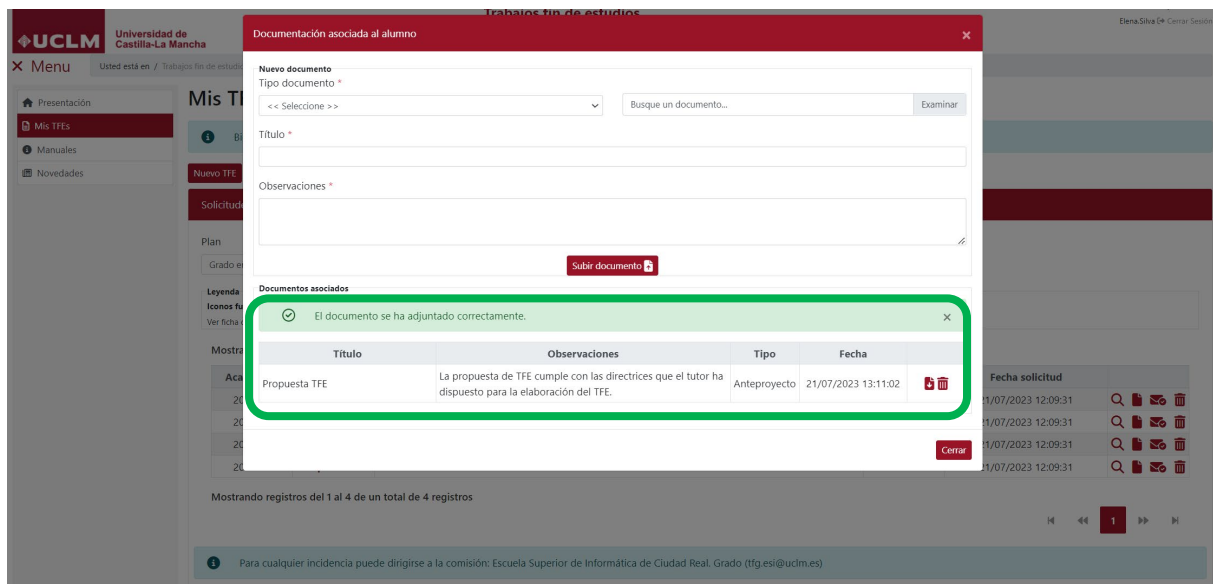 Trabajos fin de estudios
Elena.Silva Cerrar Sesión
UCLM
Universidad de
Castilla-La Mancha
Menu
Usted está en / Trabajos fin de estudio
Presentación
Mis TFEs
Manuales
Novedades
Mis TF
Nuevo TFE
Solicitude
Plan
Grado e
Leyenda
Iconos fu
Ver ficha
Mostra
Aca
Documentación asociada al alumno
Nuevo documento
Tipo documento *
<< Seleccione >>
Busque un documento...
Examinar
Título *
Observaciones *
Subir documento
Documentos asociados
El documento se ha adjuntado correctamente.
Título Observaciones Tipo Fecha
Propuesta TFE La propuesta de TFE cumple con las directrices que el tutor ha Anteproyecto 21/07/2023 13:11:02
dispuesto para la elaboración del TFE.
Cerrar
Fecha solicitud
21/07/2023 12:09:31
21/07/2023 12:09:31
21/07/2023 12:09:31
21/07/2023 12:09:31
Mostrando registros del 1 al 4 de un total de 4 registros
1
Para cualquier incidencia puede dirigirse a la comisión: Escuela Superior de Informática de Ciudad Real. Grado (tfg.esi@uclm.es)